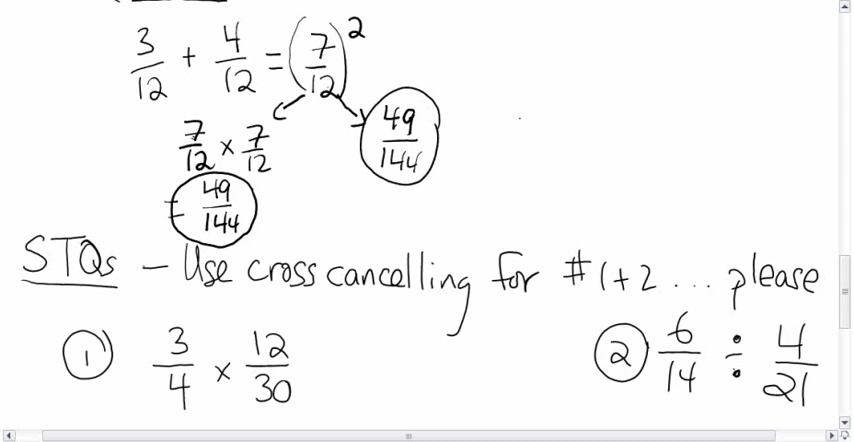 3/12 + 4/12 = (7/12)²
7/12 × 7/12
49/144
= 49/144
STQs - Use cross cancelling for #1+2 ... please
① 3/4 × 12/30
② 6/14 ÷ 4/21